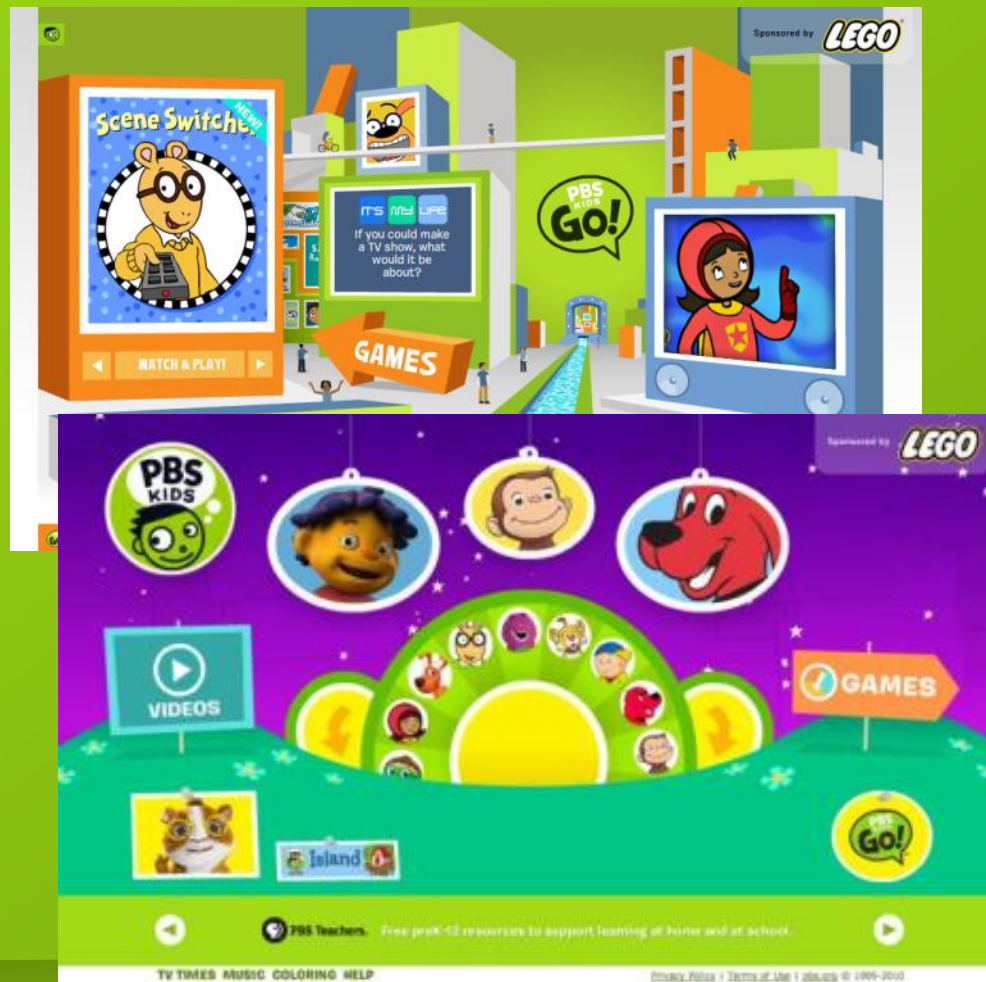 Sponsored by LEGO
Scene Switche
NEW!
IT'S MY LIFE
If you could make
a TV show, what
would it be
about?
PBS
KIDS
GO!
GAMES
WATCH & PLAY!
Sponsored by LEGO
PBS
KIDS
VIDEOS
GAMES
Island
PBS
KIDS
GO!
PBS Teachers. Free preK-12 resources to support learning at home and at school.
TV TIMES MUSIC COLORING HELP
Privacy Policy | Terms of Use | pbs.org © 1995-2010